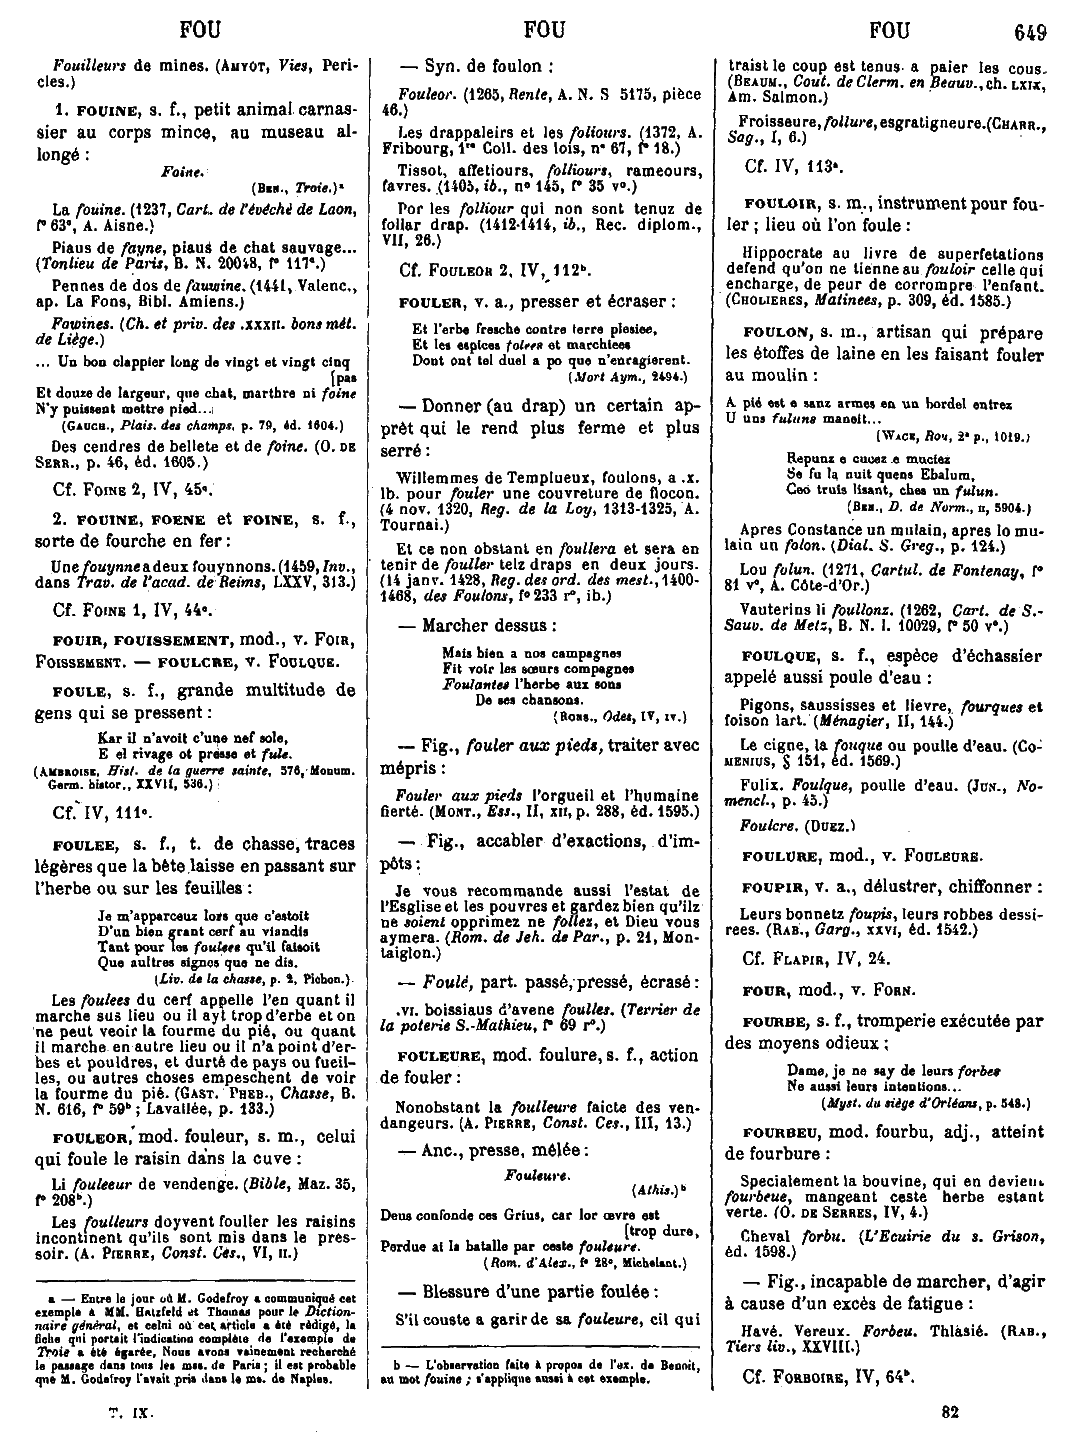 FOU
FOU
FOU
649
Fouilleurs de mines. (AMYOT, Vies, Peri-
cles.)
1. FOUINE, s. f., petit animal carnas-
sier au corps mince, au museau al-
longé :
Foine.
(BEN., Troie.)ª
La fouine. (1237, Cart. de l'évêché de Laon,
f° 63ª, A. Aisne.)
Piaus de fayne, piaus de chat sauvage...
(Tonlieu de Paris, B. N. 20048, f° 117ª.)
Pennes de dos de fauwine. (1441, Valenc.,
ap. La Fons, Bibl. Amiens.)
Fowines. (Ch. et priv. des .XXXII. bons mét.
de Liège.)
... Un bon clappier long de vingt et vingt cinq
[pas
Et douze de largeur, que chat, marthre ni foine
N'y puissent mettre pied...
(GAUCH., Plais. des champs, p. 79, éd. 1604.)
Des cendres de bellete et de foine. (O. DE
SERR., p. 46, éd. 1605.)
Cf. FOINE 2, IV, 45ᶜ.
2. FOUINE, FOENE et FOINE, s. f.,
sorte de fourche en fer :
Une fouynne a deux fouynnons. (1459, Inv.,
dans Trav. de l'acad. de Reims, LXXV, 313.)
Cf. FOINE 1, IV, 44ᶜ.
FOUIR, FOUISSEMENT, mod., v. FOIR,
FOISSEMENT. — FOULCRE, v. FOULQUE.
FOULE, s. f., grande multitude de
gens qui se pressent :
Kar il n'avoit c'une nef sole,
E el rivage ot presse et fule.
(AMBROISE, Hist. de la guerre sainte, 576, Monum.
Germ. histor., XXVII, 536.)
Cf. IV, 111ᶜ.
FOULEE, s. f., t. de chasse, traces
légères que la bête laisse en passant sur
l'herbe ou sur les feuilles :
Je m'apparceux lors que c'estoit
D'un bien grant cerf au viandis
Tant pour les foulees qu'il faisoit
Que aultres signes que ne dis.
(Liv. de la chasse, p. 2, Pichon.)
Les foulees du cerf appelle l'en quant il
marche sus lieu ou il ayt trop d'erbe et on
ne peut veoir la fourme du pié, ou quant
il marche en autre lieu ou il n'a point d'er-
bes et pouldres, et durté de pays ou fueil-
les, ou autres choses empeschent de voir
la fourme du pié. (GAST. PHEB., Chasse, B.
N. 616, f° 59ᵇ ; Lavallée, p. 133.)
FOULEOR, mod. fouleur, s. m., celui
qui foule le raisin dans la cuve :
Li fouleeur de vendenge. (Bible, Maz. 35,
f° 208ᵇ.)
Les foulleurs doyvent foulier les raisins
incontinent qu'ils sont mis dans le pres-
soir. (A. PIERRE, Const. Ces., VI, II.)
a — Entre le jour où M. Godefroy a communiqué cet
exemple à MM. Hatzfeld et Thomas pour le Diction-
naire général, et celui où cet article a été rédigé, la
fiche qui portait l'indication complète de l'exemple de
Troie a été égarée. Nous avons vainement recherché
le passage dans tous les mss. de Paris ; il est probable
que M. Godefroy l'avait pris dans le ms. de Naples.
T. IX.
— Syn. de foulon :
Fouleor. (1265, Rente, A. N. S 5175, pièce
46.)
Les drappaleirs et les foliours. (1372, A.
Fribourg, 1ʳᵉ Coll. des lois, n° 67, f° 18.)
Tissot, affetiours, folliours, rameours,
favres. (1405, ib., n° 145, f° 35 v°.)
Por les folliour qui non sont tenuz de
follar drap. (1412-1414, ib., Rec. diplom.,
VII, 26.)
Cf. FOULEOR 2, IV, 112ᵇ.
FOULER, v. a., presser et écraser :
Et l'erbe fresche contre terre plesiee,
Et les espices folees et marchiees
Dont ont tel duel a po que n'enragierent.
(Mort Aym., 2494.)
— Donner (au drap) un certain ap-
prêt qui le rend plus ferme et plus
serré :
Willemmes de Templueux, foulons, a .x.
lb. pour fouler une couvreture de flocon.
(4 nov. 1320, Reg. de la Loy, 1313-1325, A.
Tournai.)
Et ce non obstant en foullera et sera en
tenir de fouller telz draps en deux jours.
(14 janv. 1428, Reg. des ord. des mest., 1400-
1468, des Foulons, f° 233 r°, ib.)
— Marcher dessus :
Mais bien a nos campagnes
Fit voir les sœurs compagnes
Foulantes l'herbe aux sons
De ses chansons.
(RONS., Odes, IV, IV.)
— Fig., fouler aux pieds, traiter avec
mépris :
Fouler aux pieds l'orgueil et l'humaine
fierté. (MONT., Ess., II, XII, p. 288, éd. 1595.)
— Fig., accabler d'exactions, d'im-
pôts :
Je vous recommande aussi l'estat de
l'Esglise et les pouvres et gardez bien qu'ilz
ne soient opprimez ne follez, et Dieu vous
aymera. (Rom. de Jeh. de Par., p. 21, Mon-
taiglon.)
— Foulé, part. passé, pressé, écrasé :
.VI. boissiaus d'avene foulles. (Terrier de
la poterie S.-Mathieu, f° 69 r°.)
FOULEURE, mod. foulure, s. f., action
de fouler :
Nonobstant la foulleure faicte des ven-
dangeurs. (A. PIERRE, Const. Ces., III, 13.)
— Anc., presse, mêlée :
Fouleure.
(Athis.)ᵇ
Deus confonde ces Grius, car lor œvre est
[trop dure,
Perdue ai la batalle par ceste fouleure.
(Rom. d'Alex., f° 28ᶜ, Michelant.)
— Blessure d'une partie foulée :
S'il couste a garir de sa fouleure, cil qui
b — L'observation faite à propos de l'ex. de Benoit,
au mot fouine ; s'applique aussi à cet exemple.
traist le coup est tenus a paier les cous.
(BEAUM., Cout. de Clerm. en Beauv., ch. LXIX,
Am. Salmon.)
Froisseure, follure, esgratigneure. (CHARR.,
Sag., I, 6.)
Cf. IV, 113ᵃ.
FOULOIR, s. m., instrument pour fou-
ler ; lieu où l'on foule :
Hippocrate au livre de superfetations
defend qu'on ne tienne au fouloir celle qui
encharge, de peur de corrompre l'enfant.
(CHOLIERES, Matinees, p. 309, éd. 1585.)
FOULON, s. m., artisan qui prépare
les étoffes de laine en les faisant fouler
au moulin :
A pié est e sanz armes en un bordel entrez
U uns fuluns maneit...
(WACE, Rou, 2ᵉ p., 1019.)
Repunz e cucez e muciez
Se fu la nuit quens Ebalum,
Ceo truis lisant, ches un fulun.
(BEN., D. de Norm., II, 5904.)
Apres Constance un mulain, apres lo mu-
lain un folon. (Dial. S. Greg., p. 124.)
Lou folun. (1271, Cartul. de Fontenay, f°
81 v°, A. Côte-d'Or.)
Vauterins li foullonz. (1262, Cart. de S.-
Sauv. de Metz, B. N. l. 10029, f° 50 v°.)
FOULQUE, s. f., espèce d'échassier
appelé aussi poule d'eau :
Pigons, saussisses et lievre, fourques et
foison lart. (Ménagier, II, 144.)
Le cigne, la fouque ou poulle d'eau. (CO-
MENIUS, § 151, éd. 1569.)
Fulix. Foulque, poulle d'eau. (JUN., No-
mencl., p. 45.)
Foulcre. (DUEZ.)
FOULURE, mod., v. FOULEURE.
FOUPIR, v. a., délustrer, chiffonner :
Leurs bonnetz foupis, leurs robbes dessi-
rees. (RAB., Garg., XXVI, éd. 1542.)
Cf. FLAPIR, IV, 24.
FOUR, mod., v. FORN.
FOURBE, s. f., tromperie exécutée par
des moyens odieux :
Dame, je ne say de leurs forbes
Ne aussi leurs intentions...
(Myst. du siège d'Orléans, p. 548.)
FOURBEU, mod. fourbu, adj., atteint
de fourbure :
Specialement la bouvine, qui en devient
fourbeue, mangeant ceste herbe estant
verte. (O. DE SERRES, IV, 4.)
Cheval forbu. (L'Ecuirie du s. Grison,
éd. 1598.)
— Fig., incapable de marcher, d'agir
à cause d'un excès de fatigue :
Havé. Vereux. Forbeu. Thlasié. (RAB.,
Tiers liv., XXVIII.)
Cf. FORBOIRE, IV, 64ᵇ.
82